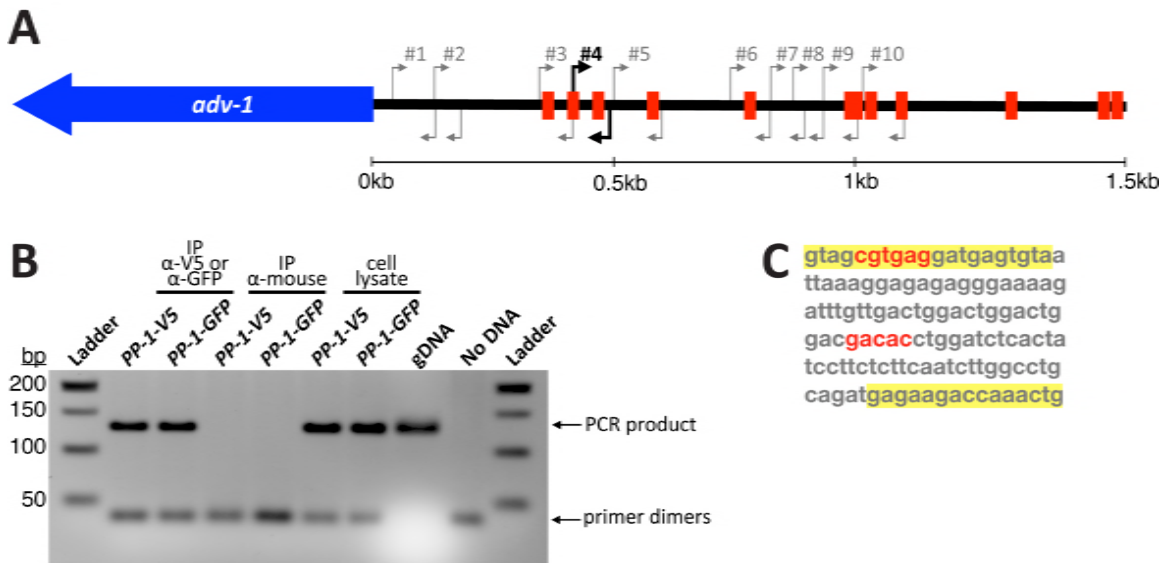 A
#1 #2 #3 #4 #5 #6 #7 #8 #9 #10
adv-1
0kb 0.5kb 1kb 1.5kb
B
IP
α-V5 or
α-GFP
IP
α-mouse
cell
lysate
Ladder PP-1-V5 PP-1-GFP PP-1-V5 PP-1-GFP PP-1-V5 PP-1-GFP gDNA No DNA Ladder
bp
200
150
100
50
PCR product
primer dimers
C
gtagcgtgaggatgagtgtaa
ttaaaggagagagggaaaag
atttgttgactggactggactg
gacgacacctggatctcacta
tccttctcttcaatcttggcctg
cagatgagaagaccaaactg